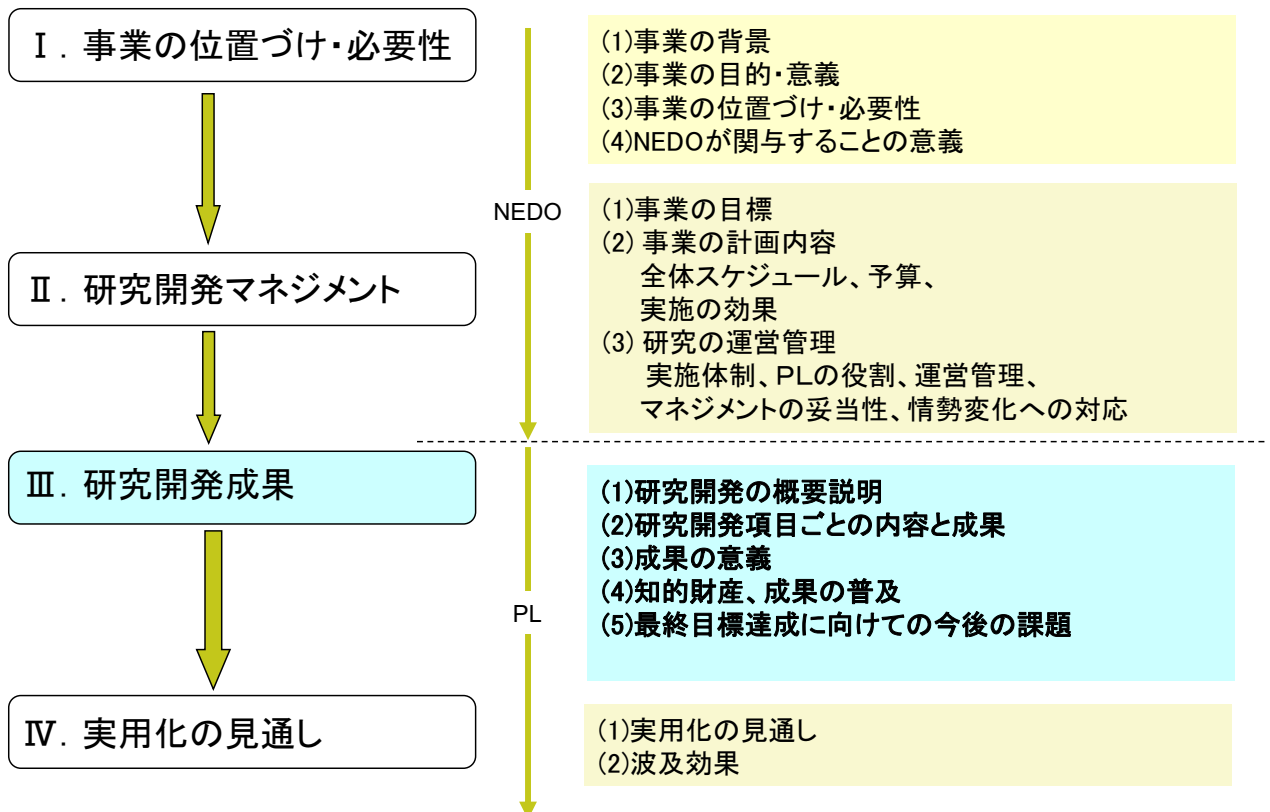 Ⅰ. 事業の位置づけ・必要性
(1)事業の背景
(2)事業の目的・意義
(3)事業の位置づけ・必要性
(4)NEDOが関与することの意義
NEDO
Ⅱ. 研究開発マネジメント
(1)事業の目標
(2) 事業の計画内容
全体スケジュール、予算、
実施の効果
(3) 研究の運営管理
実施体制、PLの役割、運営管理、
マネジメントの妥当性、情勢変化への対応
Ⅲ. 研究開発成果
(1)研究開発の概要説明
(2)研究開発項目ごとの内容と成果
(3)成果の意義
(4)知的財産、成果の普及
(5)最終目標達成に向けての今後の課題
PL
Ⅳ. 実用化の見通し
(1)実用化の見通し
(2)波及効果